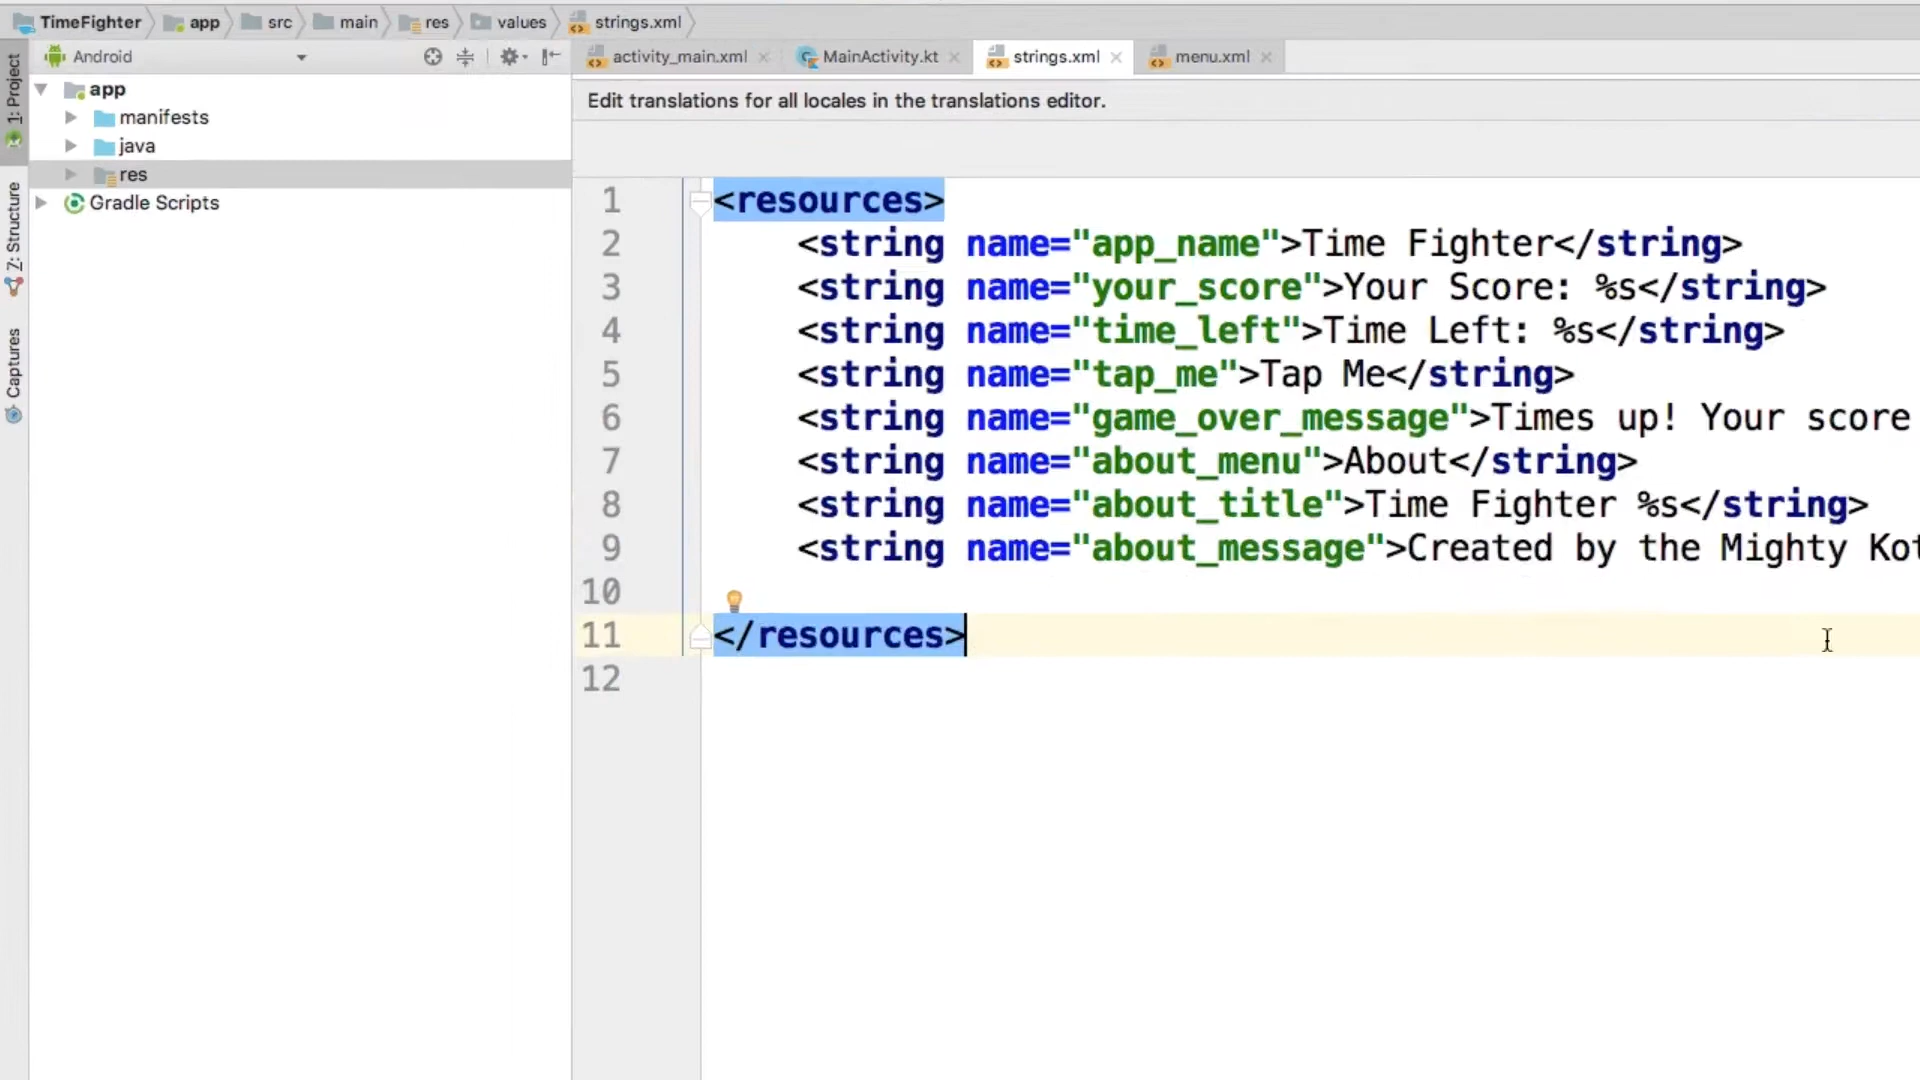 TimeFighter app src main res values strings.xml
1: Project
Z: Structure
Captures
Android
app
manifests
java
res
Gradle Scripts
activity_main.xml MainActivity.kt strings.xml menu.xml
Edit translations for all locales in the translations editor.
1 <resources>
2 <string name="app_name">Time Fighter</string>
3 <string name="your_score">Your Score: %s</string>
4 <string name="time_left">Time Left: %s</string>
5 <string name="tap_me">Tap Me</string>
6 <string name="game_over_message">Times up! Your score
7 <string name="about_menu">About</string>
8 <string name="about_title">Time Fighter %s</string>
9 <string name="about_message">Created by the Mighty Kot
10
11 </resources>
12